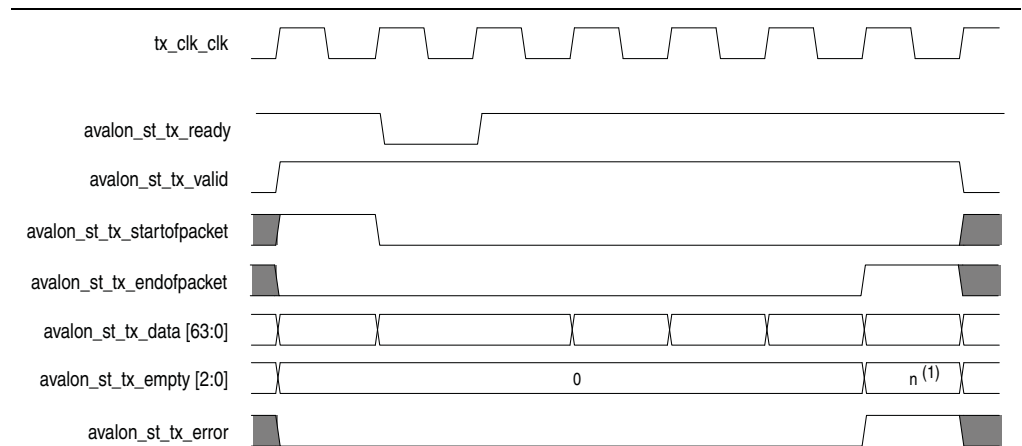 tx_clk_clk
avalon_st_tx_ready
avalon_st_tx_valid
avalon_st_tx_startofpacket
avalon_st_tx_endofpacket
avalon_st_tx_data [63:0]
avalon_st_tx_empty [2:0] 0 n (1)
avalon_st_tx_error